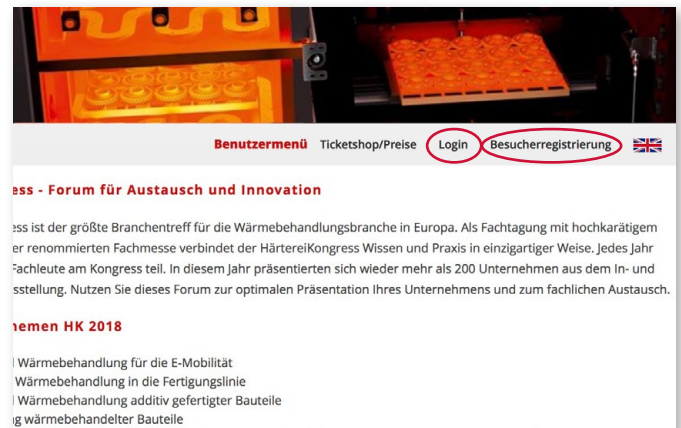 Benutzermenü Ticketshop/Preise Login Besucherregistrierung
ess - Forum für Austausch und Innovation
ess ist der größte Branchentreff für die Wärmebehandlungsbranche in Europa. Als Fachtagung mit hochkarätigem
er renommierten Fachmesse verbindet der HärtereiKongress Wissen und Praxis in einzigartiger Weise. Jedes Jahr
Fachleute am Kongress teil. In diesem Jahr präsentierten sich wieder mehr als 200 Unternehmen aus dem In- und
sstellung. Nutzen Sie dieses Forum zur optimalen Präsentation Ihres Unternehmens und zum fachlichen Austausch.
hemen HK 2018
Wärmebehandlung für die E-Mobilität
Wärmebehandlung in die Fertigungslinie
Wärmebehandlung additiv gefertigter Bauteile
g wärmebehandelter Bauteile